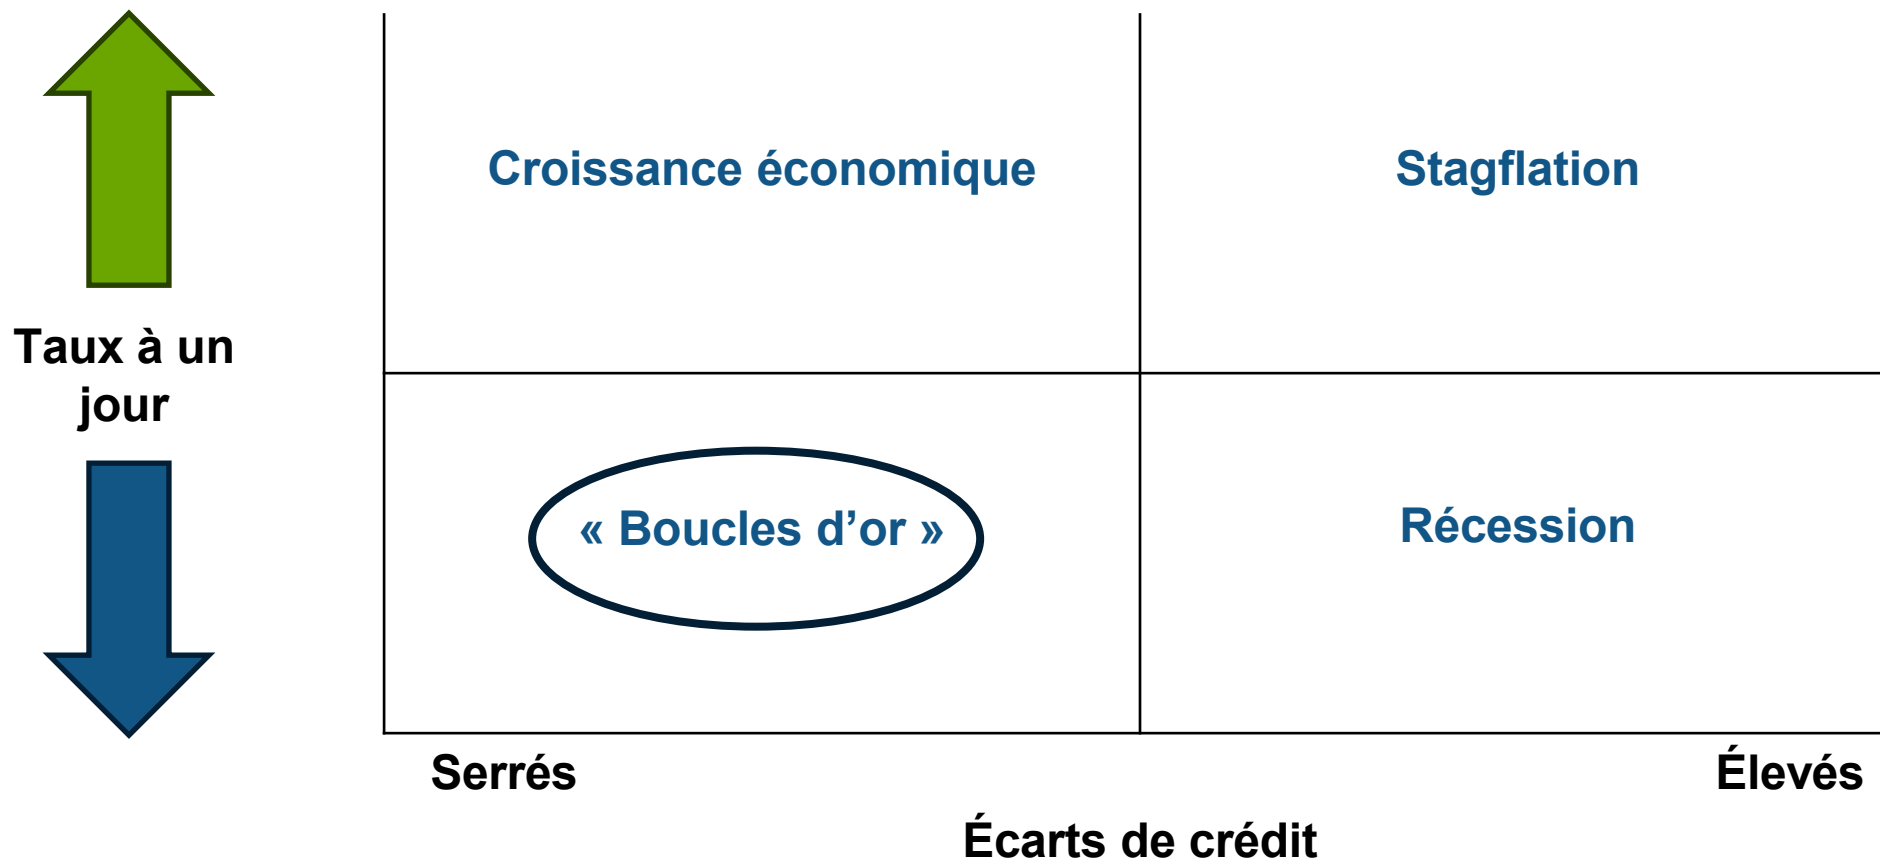 Croissance économique
Stagflation
Taux à un
jour
« Boucles d’or »
Récession
Serrés
Élevés
Écarts de crédit